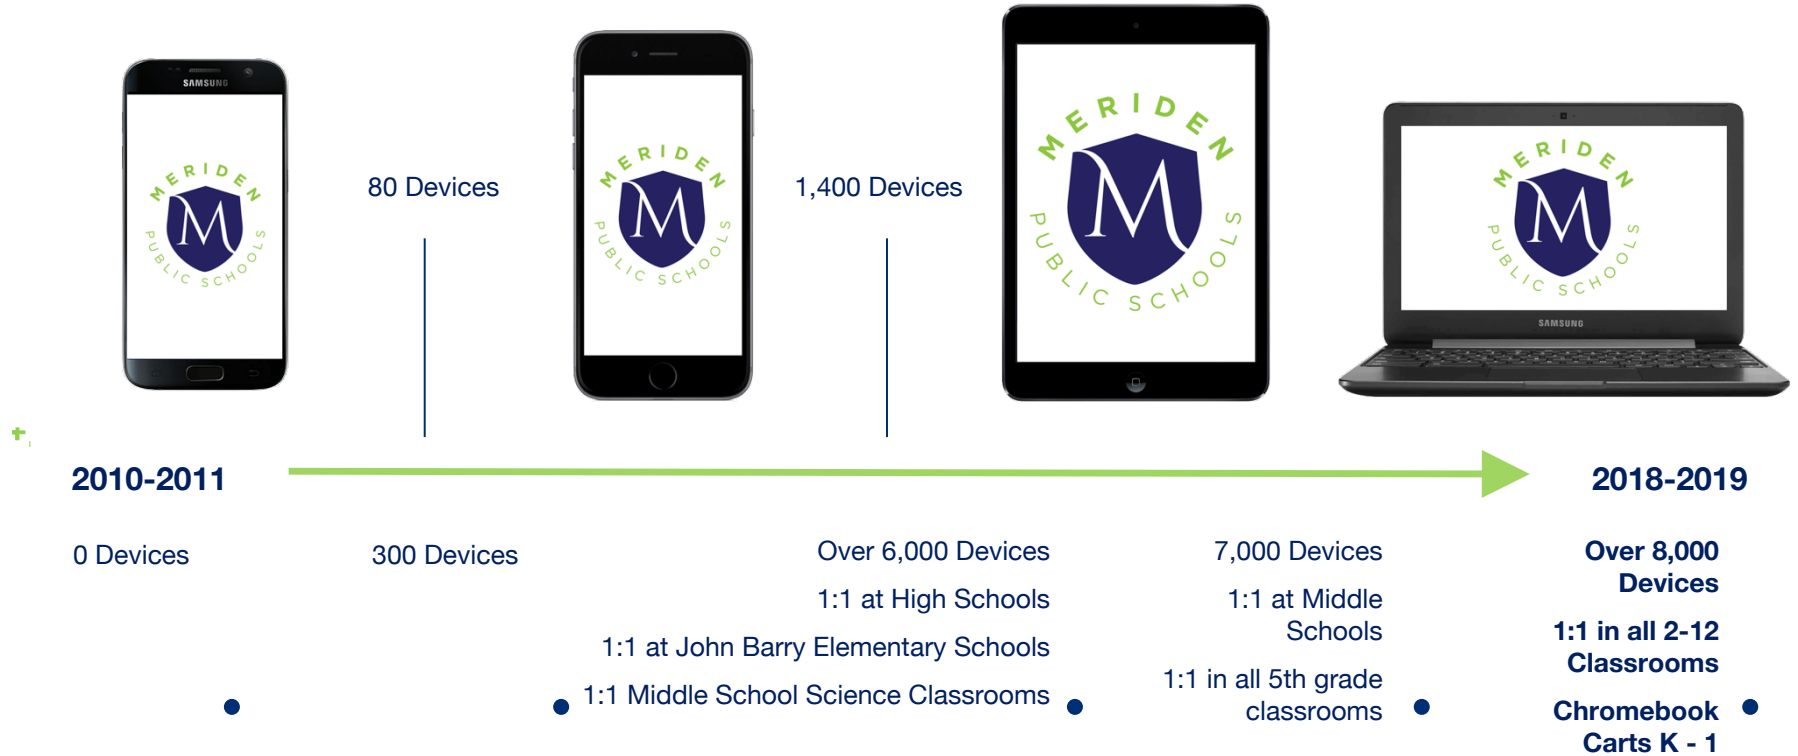 SAMSUNG
MERIDEN
M
PUBLIC SCHOOLS
80 Devices
MERIDEN
M
PUBLIC SCHOOLS
1,400 Devices
MERIDEN
M
PUBLIC SCHOOLS
MERIDEN
M
PUBLIC SCHOOLS
SAMSUNG
2010-2011
2018-2019
0 Devices
300 Devices
Over 6,000 Devices
1:1 at High Schools
1:1 at John Barry Elementary Schools
1:1 Middle School Science Classrooms
7,000 Devices
1:1 at Middle
Schools
1:1 in all 5th grade
classrooms
Over 8,000
Devices
1:1 in all 2-12
Classrooms
Chromebook
Carts K - 1